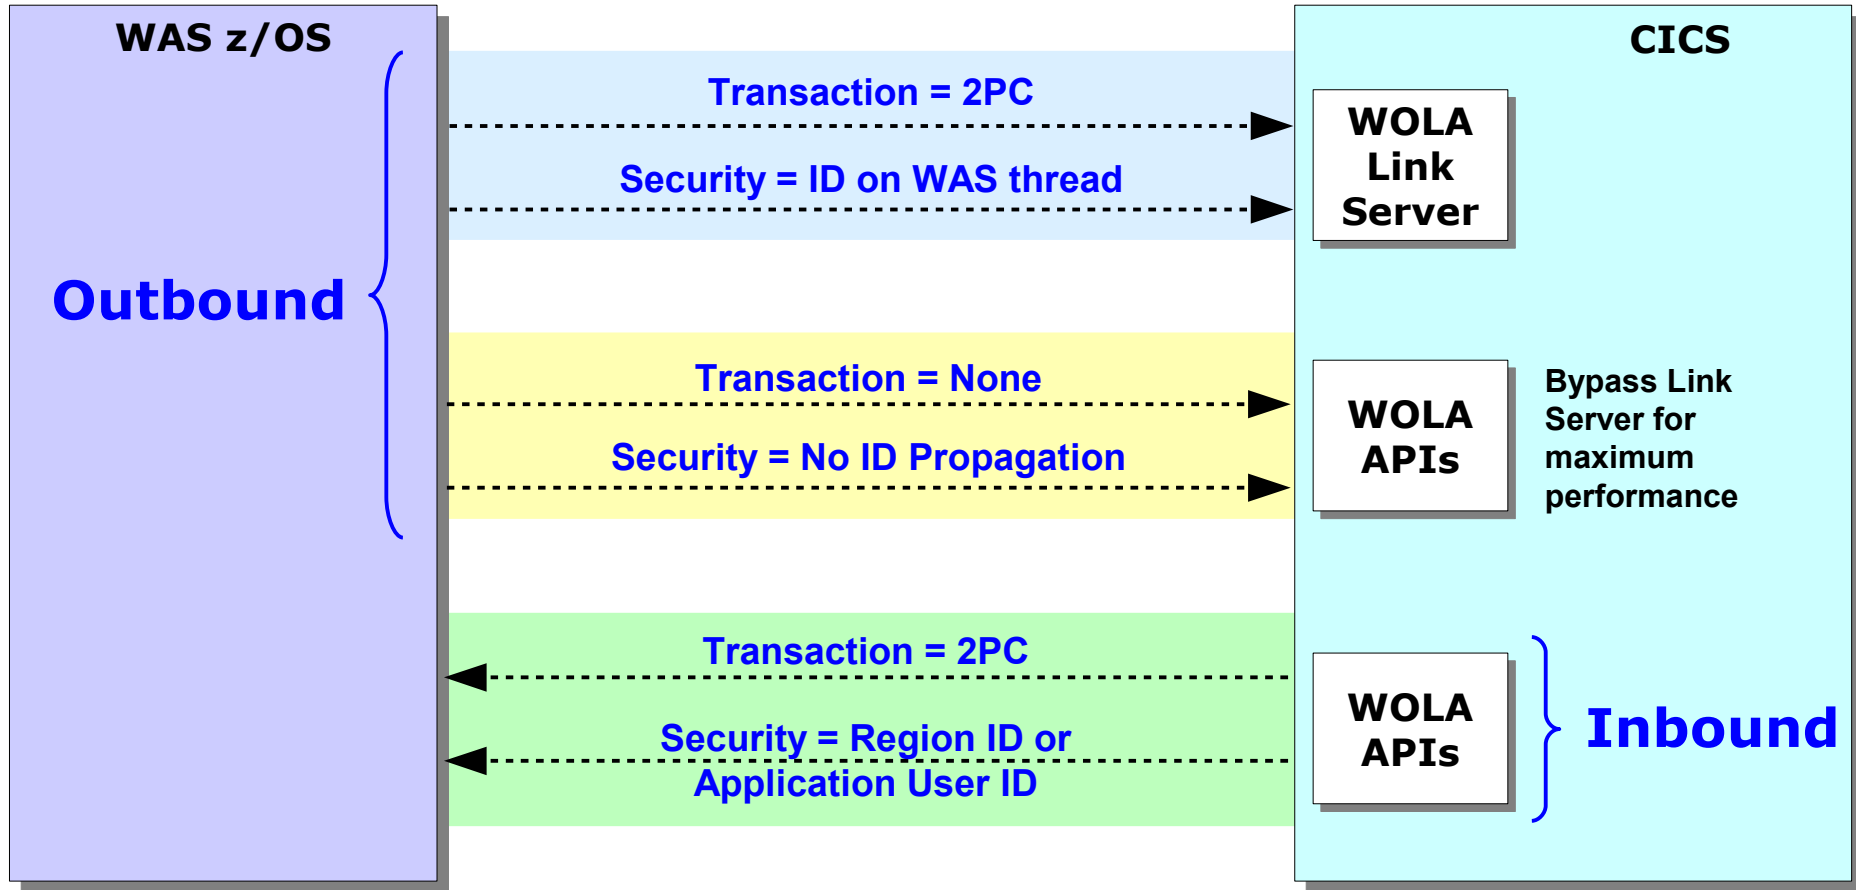 WAS z/OS
CICS
Transaction = 2PC
Security = ID on WAS thread
WOLA
Link
Server
Outbound
Transaction = None
Security = No ID Propagation
WOLA
APIs
Bypass Link
Server for
maximum
performance
Transaction = 2PC
Security = Region ID or
Application User ID
WOLA
APIs
Inbound